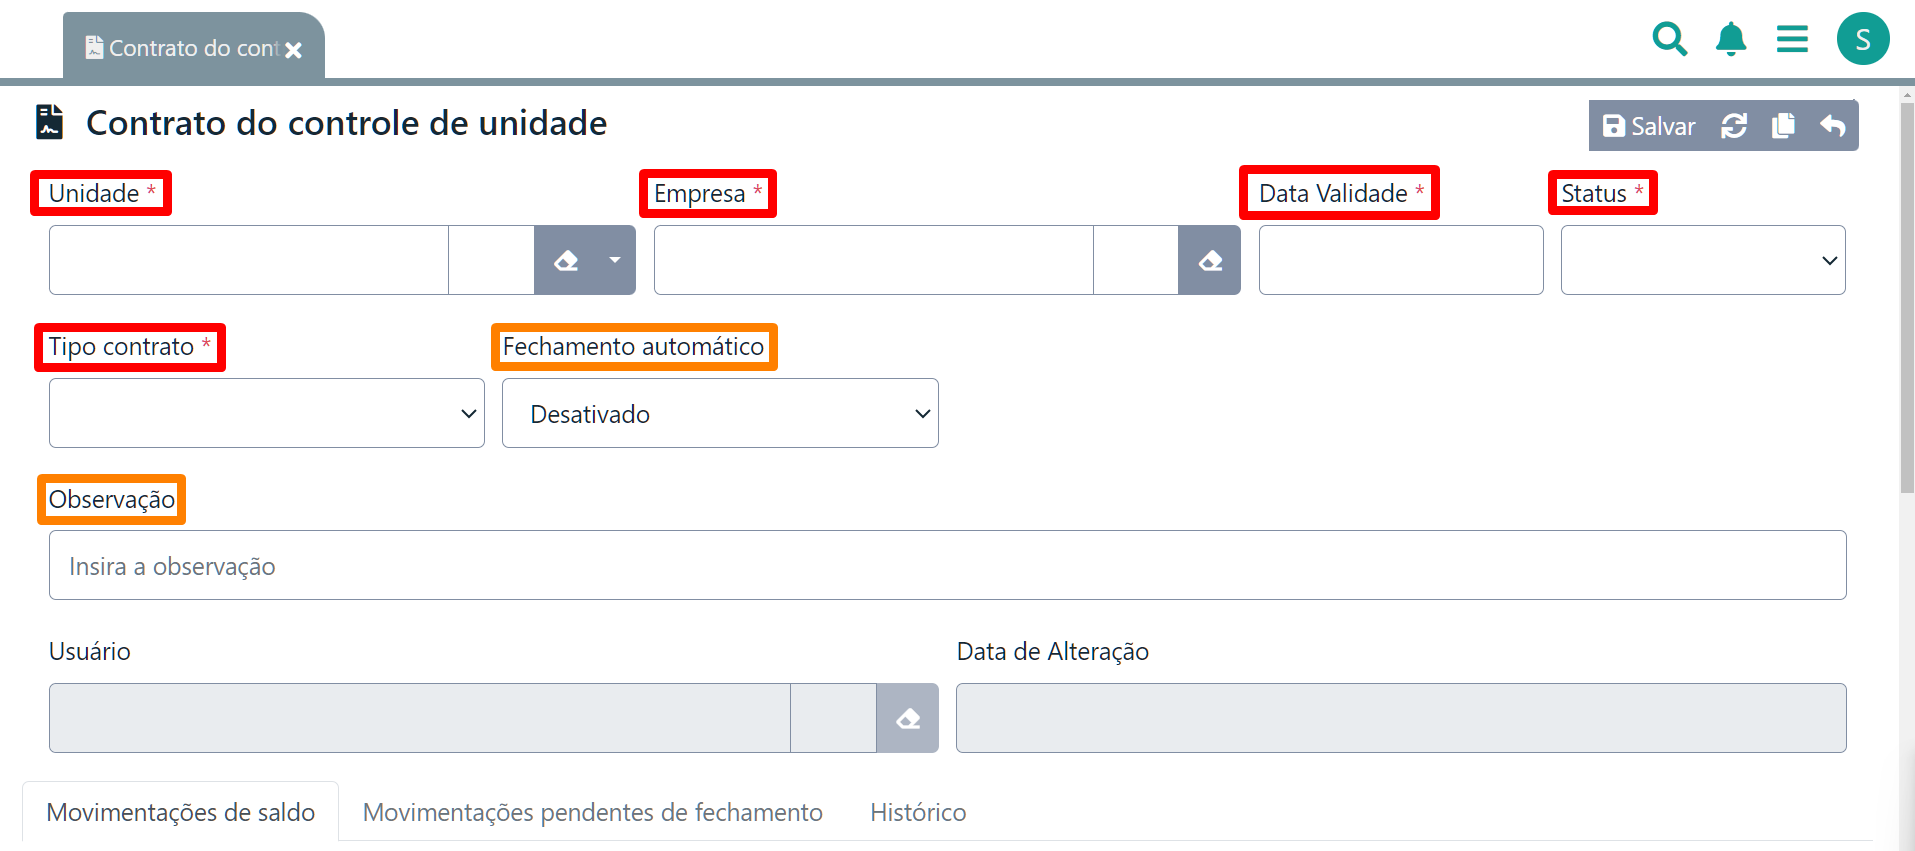 Contrato do cont
S
Contrato do controle de unidade
Salvar
Unidade *
Empresa *
Data Validade *
Status *
Tipo contrato *
Fechamento automático
Desativado
Observação
Insira a observação
Usuário
Data de Alteração
Movimentações de saldo
Movimentações pendentes de fechamento
Histórico